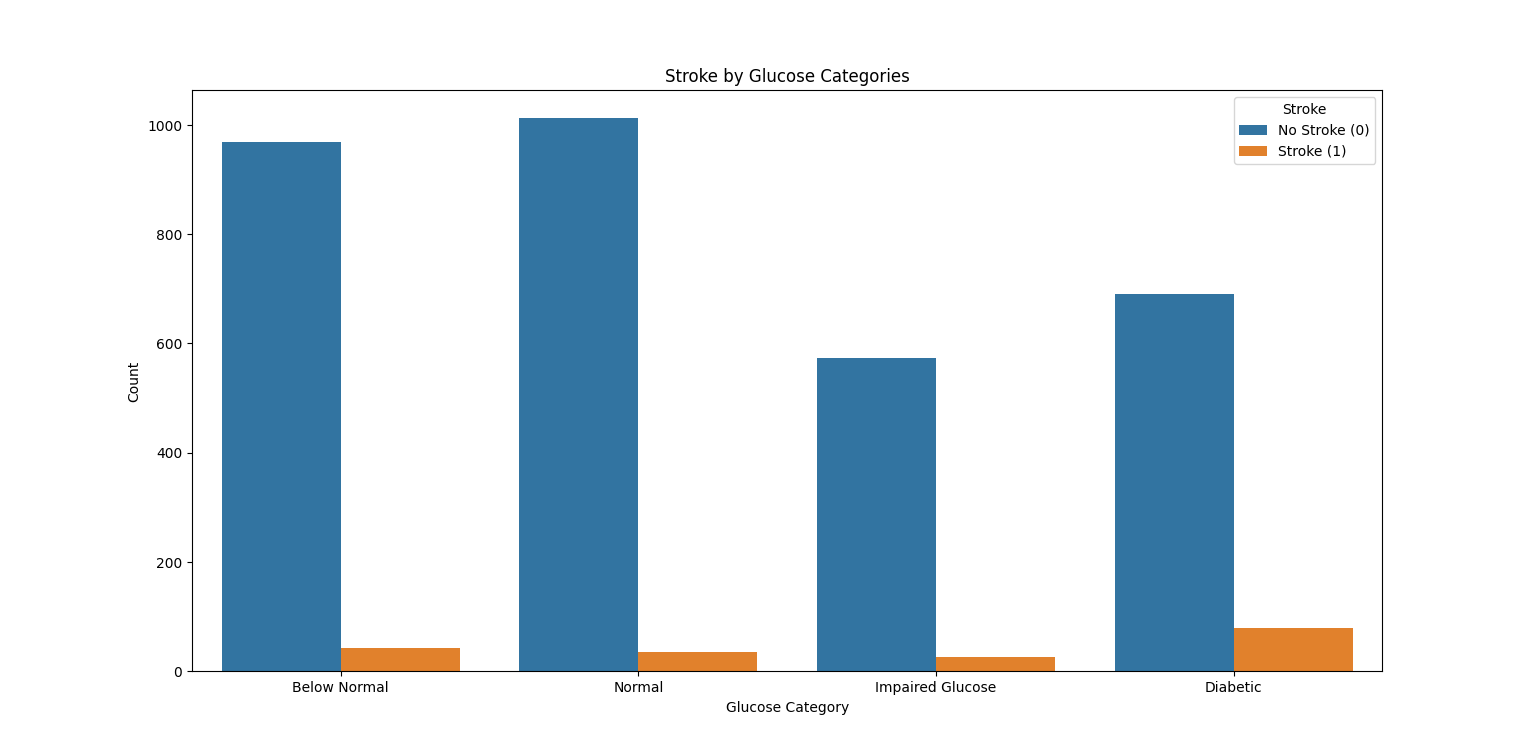 Stroke by Glucose Categories
Stroke
No Stroke (0)
Stroke (1)
1000
800
600
400
200
0
Count
Below Normal
Normal
Impaired Glucose
Diabetic
Glucose Category